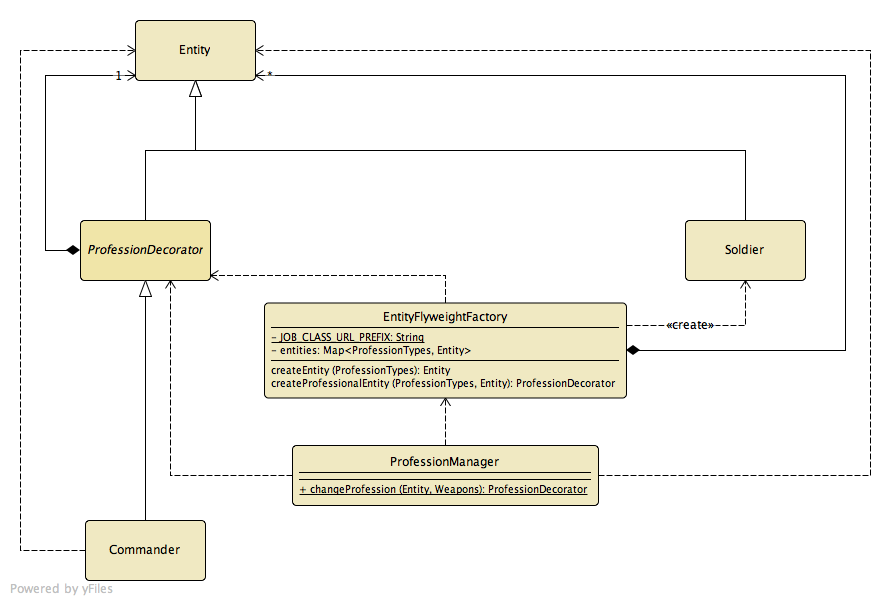 Entity
1
*
ProfessionDecorator
Soldier
EntityFlyweightFactory
- JOB_CLASS_URL_PREFIX: String
- entities: Map<ProfessionTypes, Entity>
createEntity (ProfessionTypes): Entity
createProfessionalEntity (ProfessionTypes, Entity): ProfessionDecorator
«create»
ProfessionManager
+ changeProfession (Entity, Weapons): ProfessionDecorator
Commander
Powered by yFiles